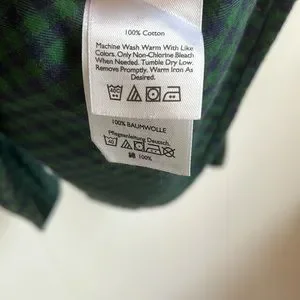 100% Cotton
Machine Wash Warm With Like
Colors. Only Non-Chlorine Bleach
When Needed. Tumble Dry Low.
Remove Promptly. Warm Iron As
Desired.
100% BAUMWOLLE
Pflegeanleitung Deutsch.
100%